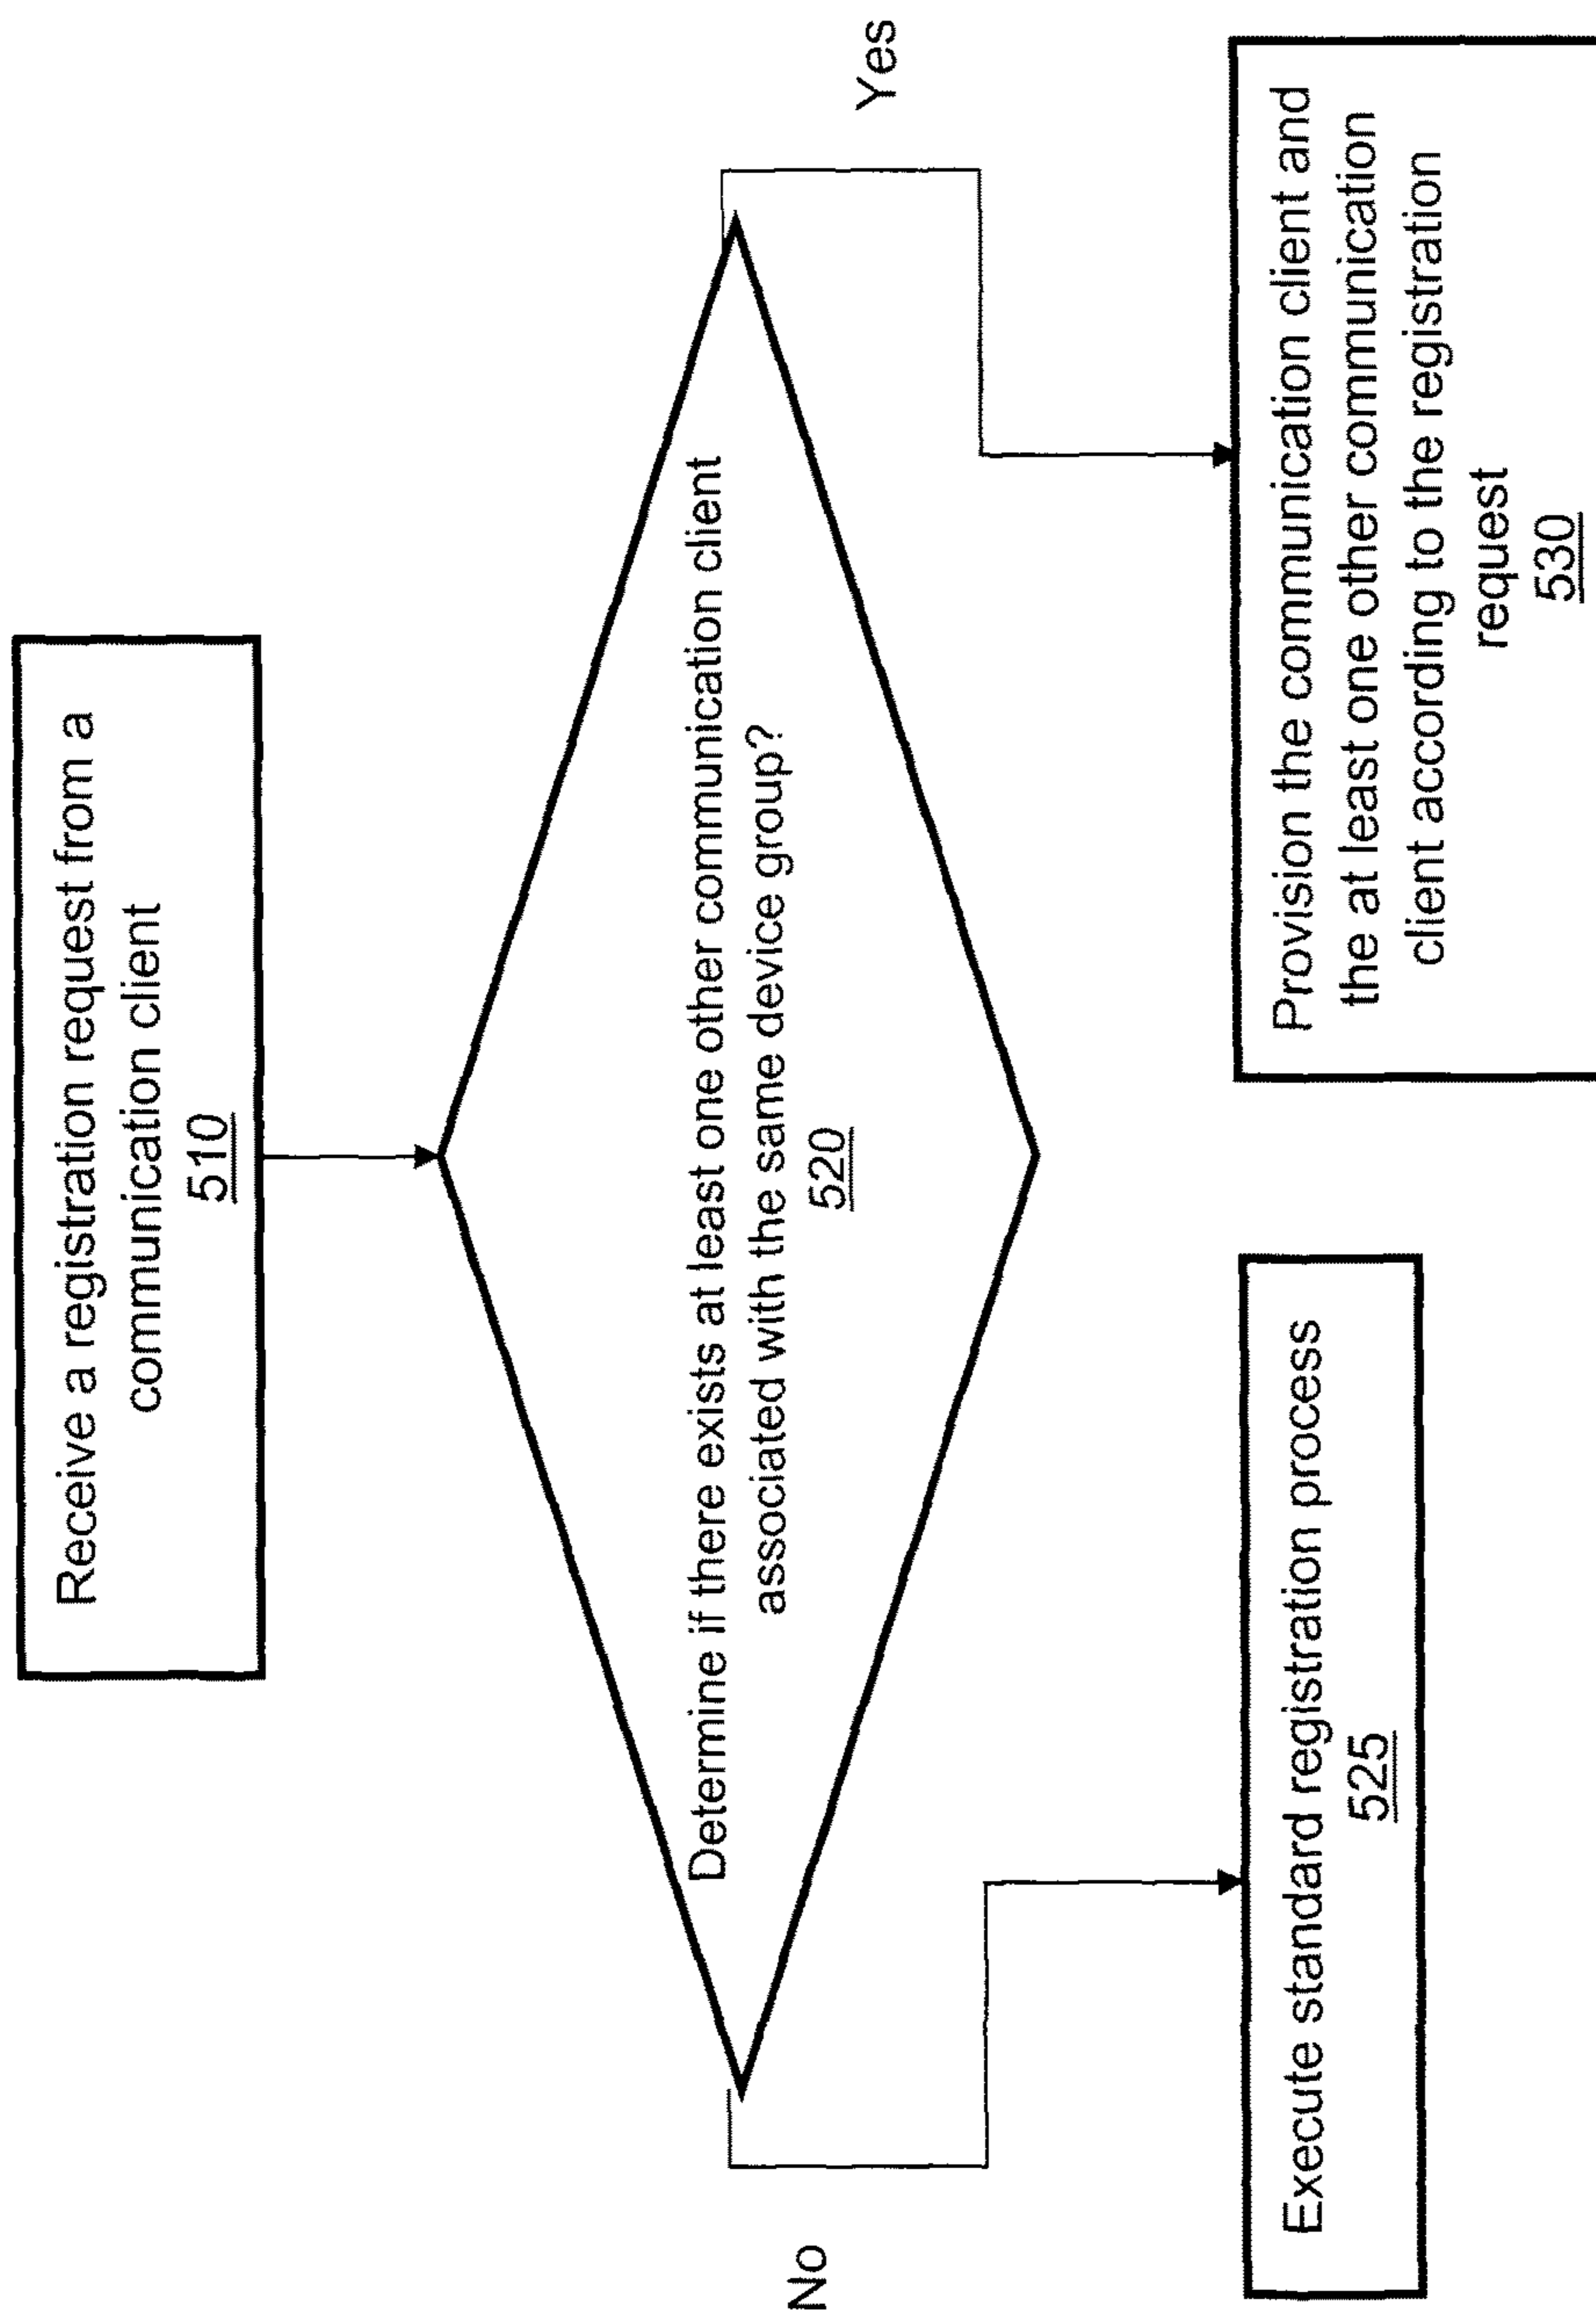 Receive a registration request from a
communication client
510
Determine if there exists at least one other communication client
associated with the same device group?
520
No
Yes
Execute standard registration process
525
Provision the communication client and
the at least one other communication
client according to the registration
request
530